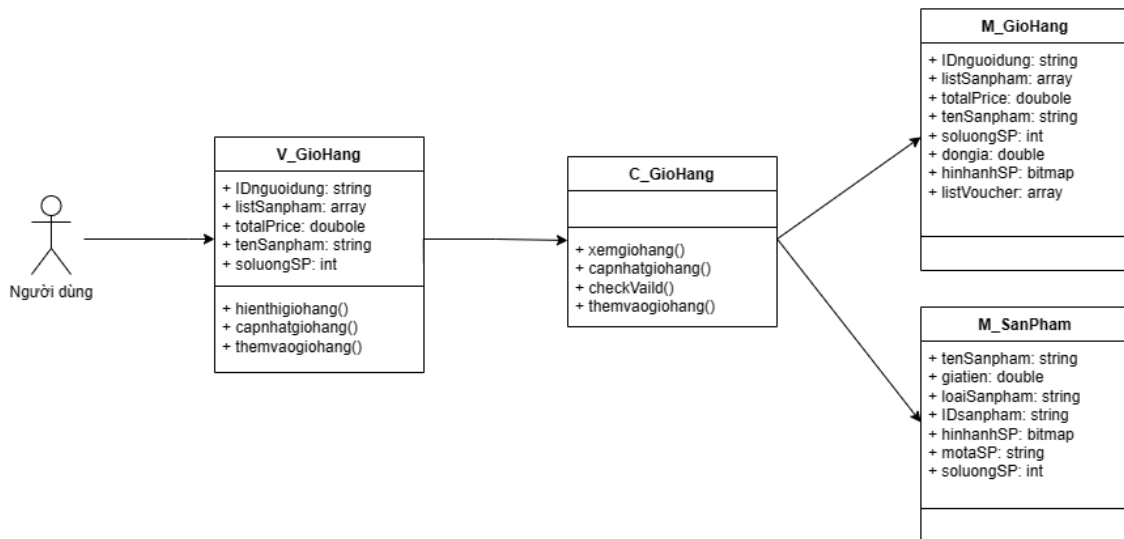 Người dùng
V_GioHang
+ IDnguoidung: string
+ listSanpham: array
+ totalPrice: doubole
+ tenSanpham: string
+ soluongSP: int
+ hienthigiohang()
+ capnhatgiohang()
+ themvaogiohang()
C_GioHang
+ xemgiohang()
+ capnhatgiohang()
+ checkVaild()
+ themvaogiohang()
M_GioHang
+ IDnguoidung: string
+ listSanpham: array
+ totalPrice: doubole
+ tenSanpham: string
+ soluongSP: int
+ dongia: double
+ hinhanhSP: bitmap
+ listVoucher: array
M_SanPham
+ tenSanpham: string
+ giatien: double
+ loaiSanpham: string
+ IDsanpham: string
+ hinhanhSP: bitmap
+ motaSP: string
+ soluongSP: int